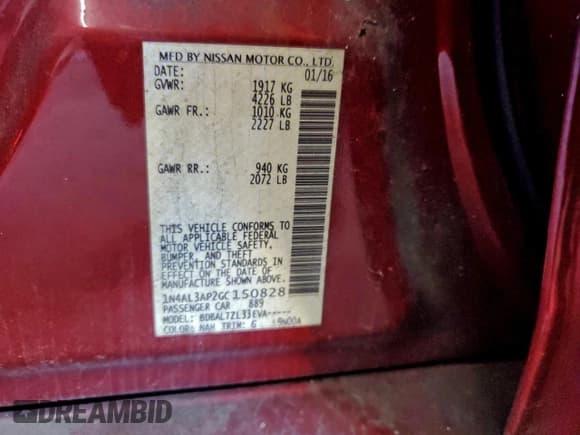 MFD BY NISSAN MOTOR CO., LTD.
DATE: 01/16
GVWR: 1917 KG
4226 LB
GAWR FR.: 1010 KG
2227 LB
GAWR RR.: 940 KG
2072 LB
THIS VEHICLE CONFORMS TO
ALL APPLICABLE FEDERAL
MOTOR VEHICLE SAFETY,
BUMPER, AND THEFT
PREVENTION STANDARDS IN
EFFECT ON THE DATE OF
MANUFACTURE SHOWN ABOVE.
1N4AL3AP2GC150828
PASSENGER CAR 889
MODEL: BDBALTZL33EVA-----
COLOR: NAH TRIM: G
DREAMBID